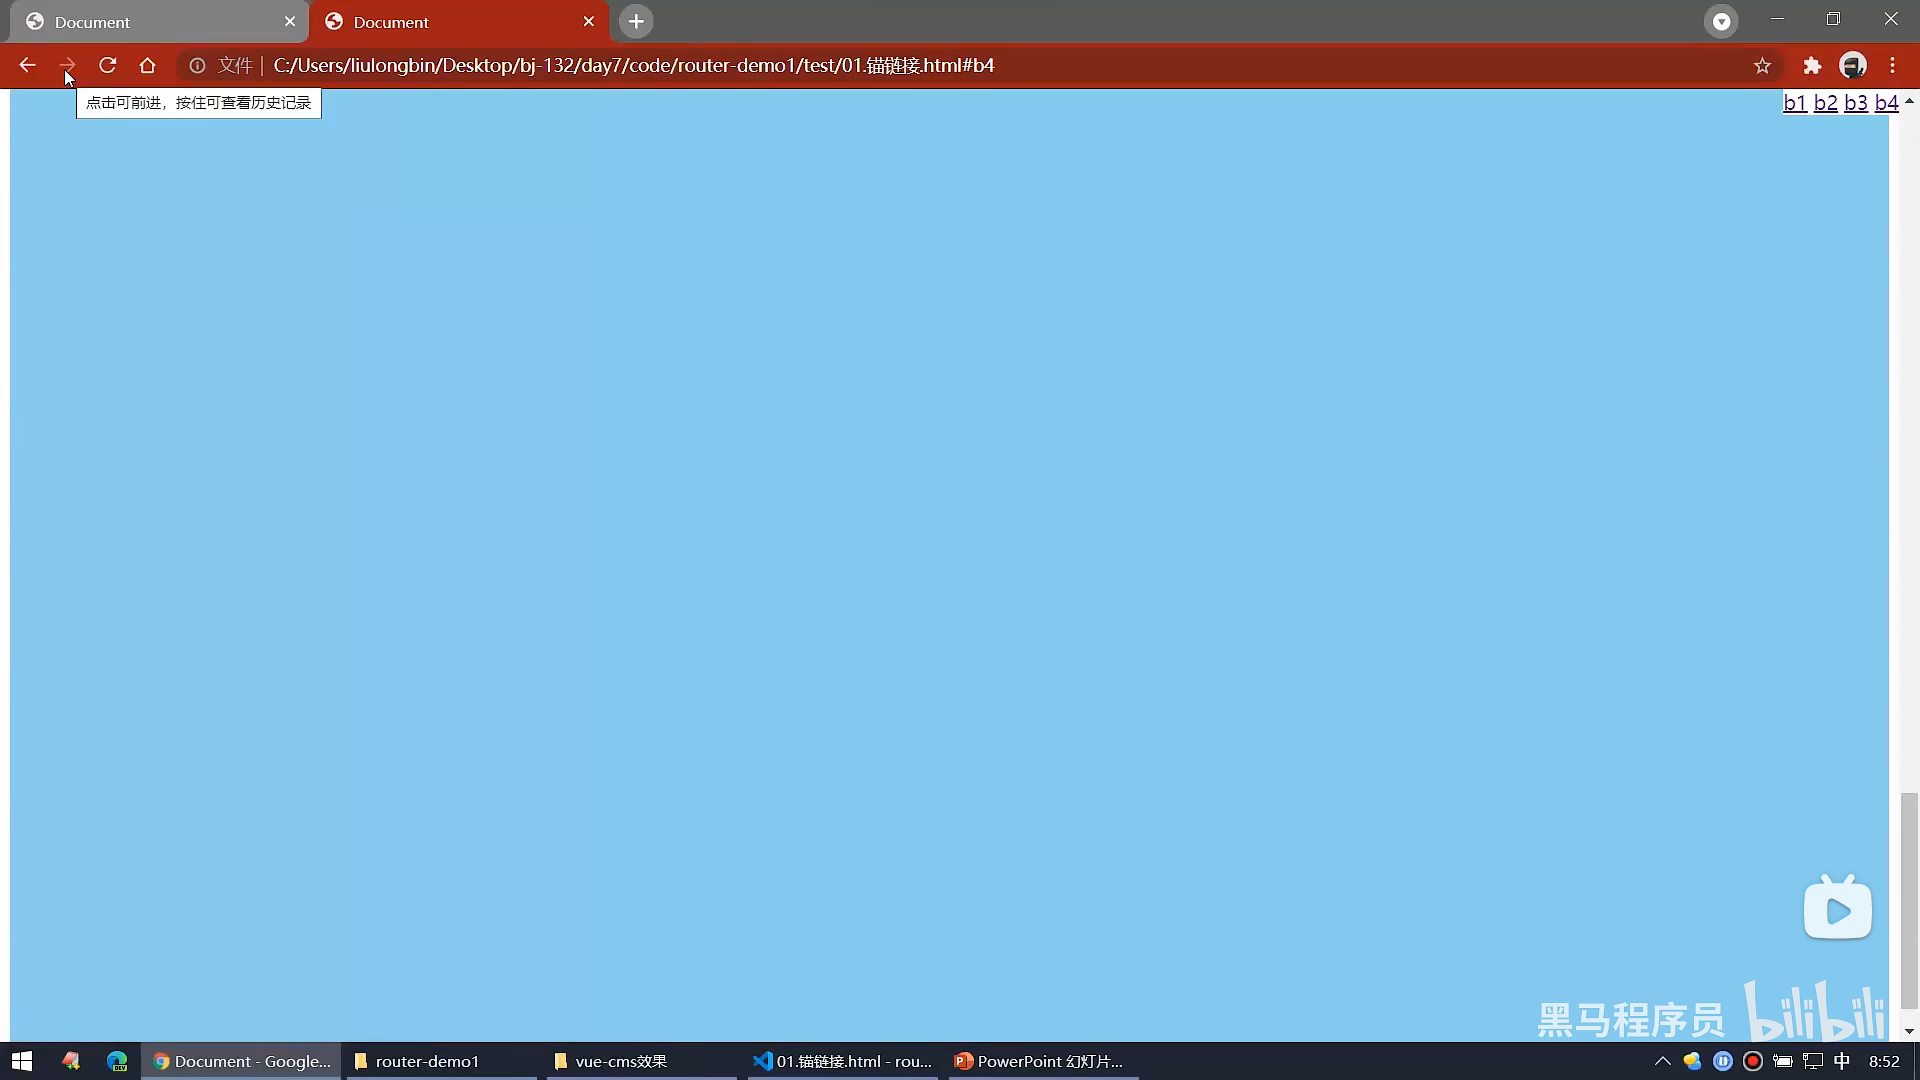 Document
Document
文件
C:/Users/liulongbin/Desktop/bj-132/day7/code/router-demo1/test/01.锚链接.html#b4
点击可前进，按住可查看历史记录
b1 b2 b3 b4
黑马程序员 bilibili
Document - Google...
router-demo1
vue-cms效果
01.锚链接.html - rou...
PowerPoint 幻灯片...
中
8:52